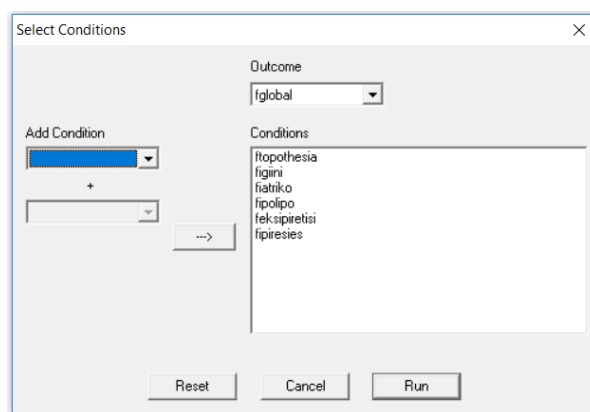 Select Conditions
Outcome
fglobal
Add Condition
Conditions
+
--->
ftopothesia
figiini
fiatriko
fipolipo
feksipiretisi
fipiresies
Reset
Cancel
Run